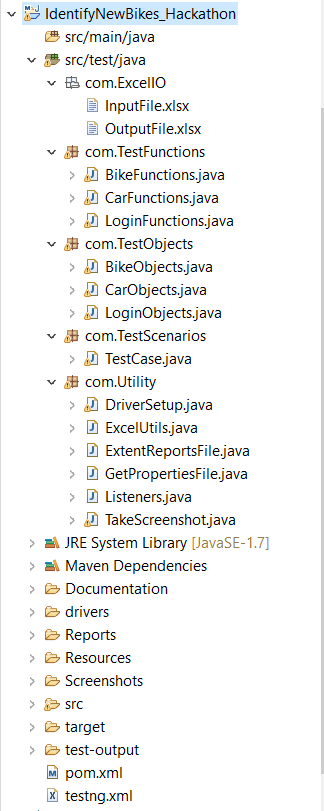 IdentifyNewBikes_Hackathon
src/main/java
src/test/java
com.ExcelIO
InputFile.xlsx
OutputFile.xlsx
com.TestFunctions
BikeFunctions.java
CarFunctions.java
LoginFunctions.java
com.TestObjects
BikeObjects.java
CarObjects.java
LoginObjects.java
com.TestScenarios
TestCase.java
com.Utility
DriverSetup.java
ExcelUtils.java
ExtentReportsFile.java
GetPropertiesFile.java
Listeners.java
TakeScreenshot.java
JRE System Library [JavaSE-1.7]
Maven Dependencies
Documentation
drivers
Reports
Resources
Screenshots
src
target
test-output
pom.xml
testng.xml